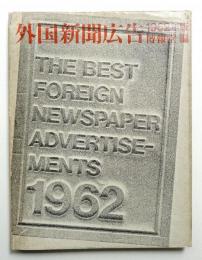 外国新聞広告
THE BEST
FOREIGN
NEWSPAPER
ADVERTISE-
MENTS
1962